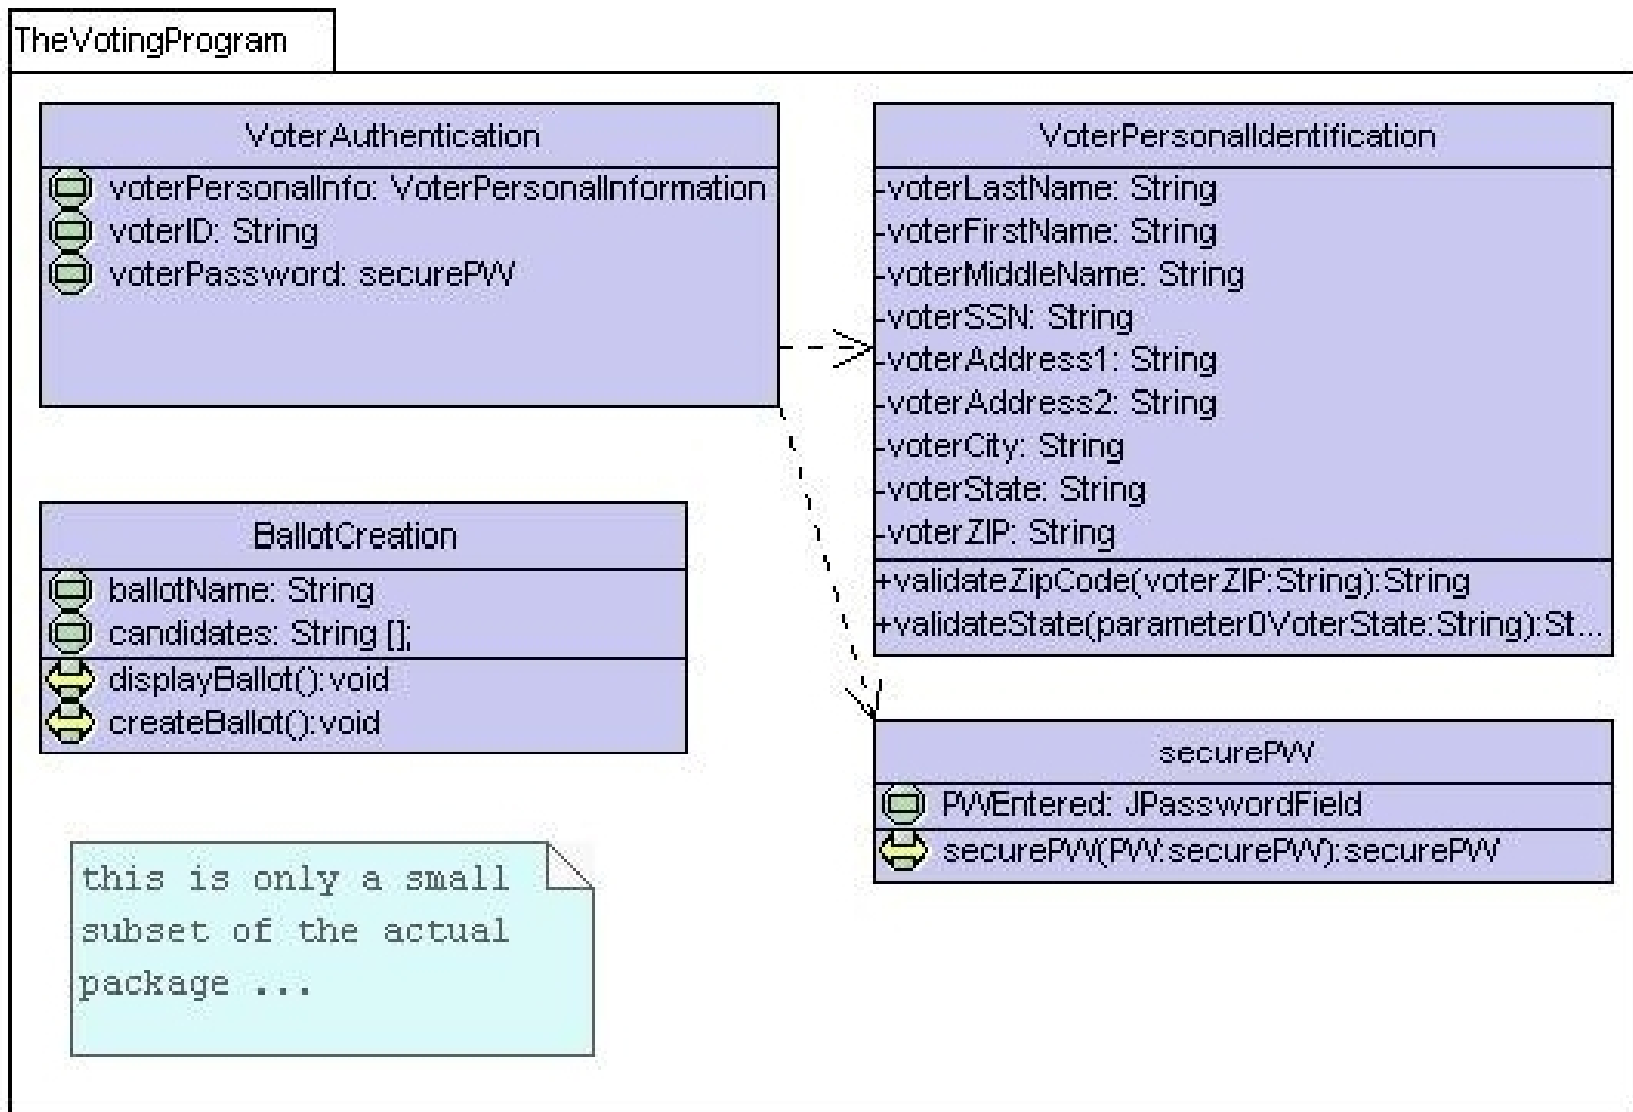 TheVotingProgram
VoterAuthentication
voterPersonalInfo: VoterPersonalInformation
voterID: String
voterPassword: securePW
VoterPersonalIdentification
-voterLastName: String
-voterFirstName: String
-voterMiddleName: String
-voterSSN: String
-voterAddress1: String
-voterAddress2: String
-voterCity: String
-voterState: String
-voterZIP: String
+validateZipCode(voterZIP:String):String
+validateState(parameter0VoterState:String):St...
BallotCreation
ballotName: String
candidates: String [];
displayBallot():void
createBallot():void
securePW
PWEntered: JPasswordField
securePW(PW:securePW):securePW
this is only a small
subset of the actual
package ...